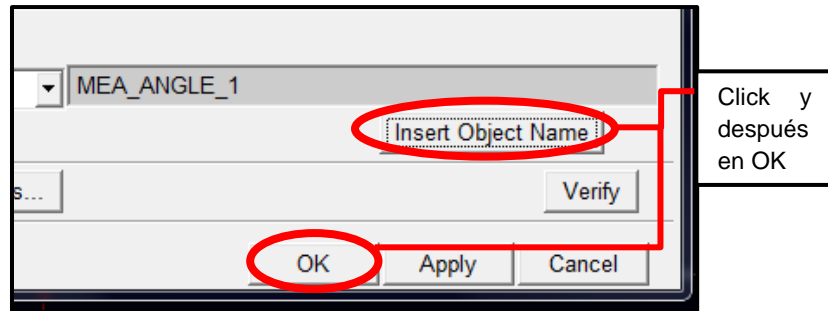 MEA_ANGLE_1
Insert Object Name
s...
Verify
OK
Apply
Cancel
Click y
después
en OK